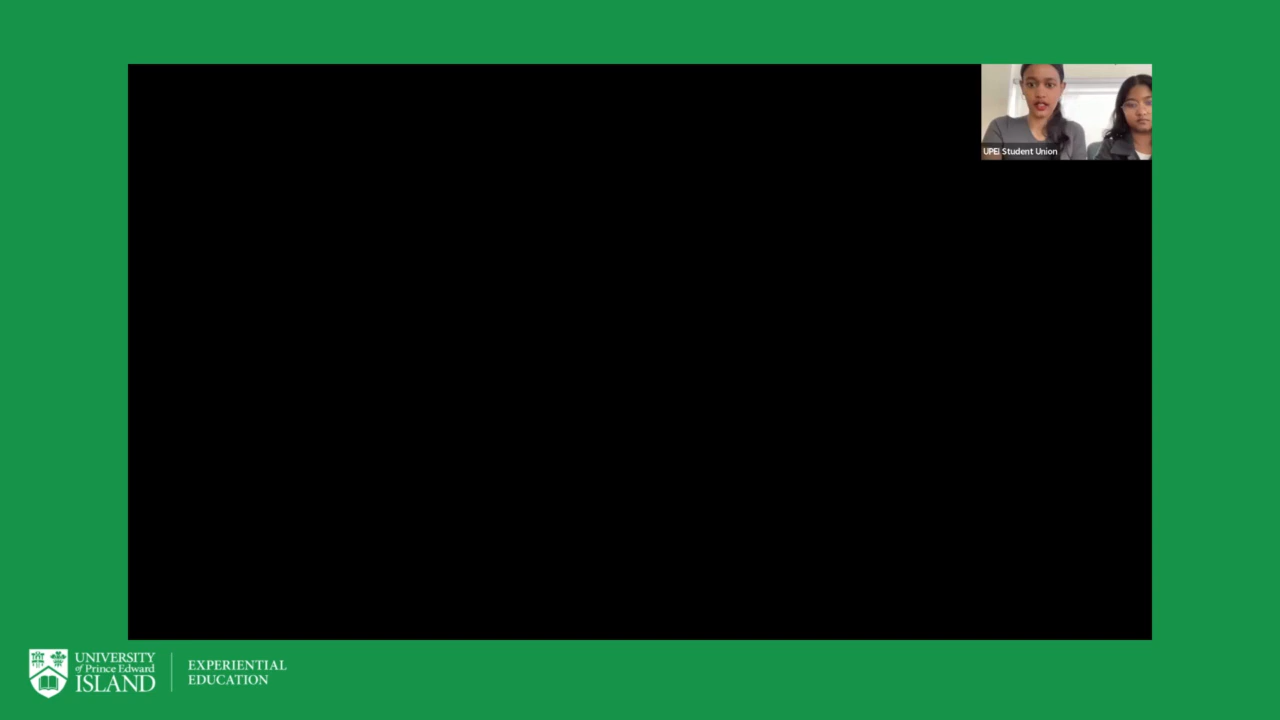 UPEI Student Union
UNIVERSITY
of Prince Edward
ISLAND
EXPERIENTIAL
EDUCATION